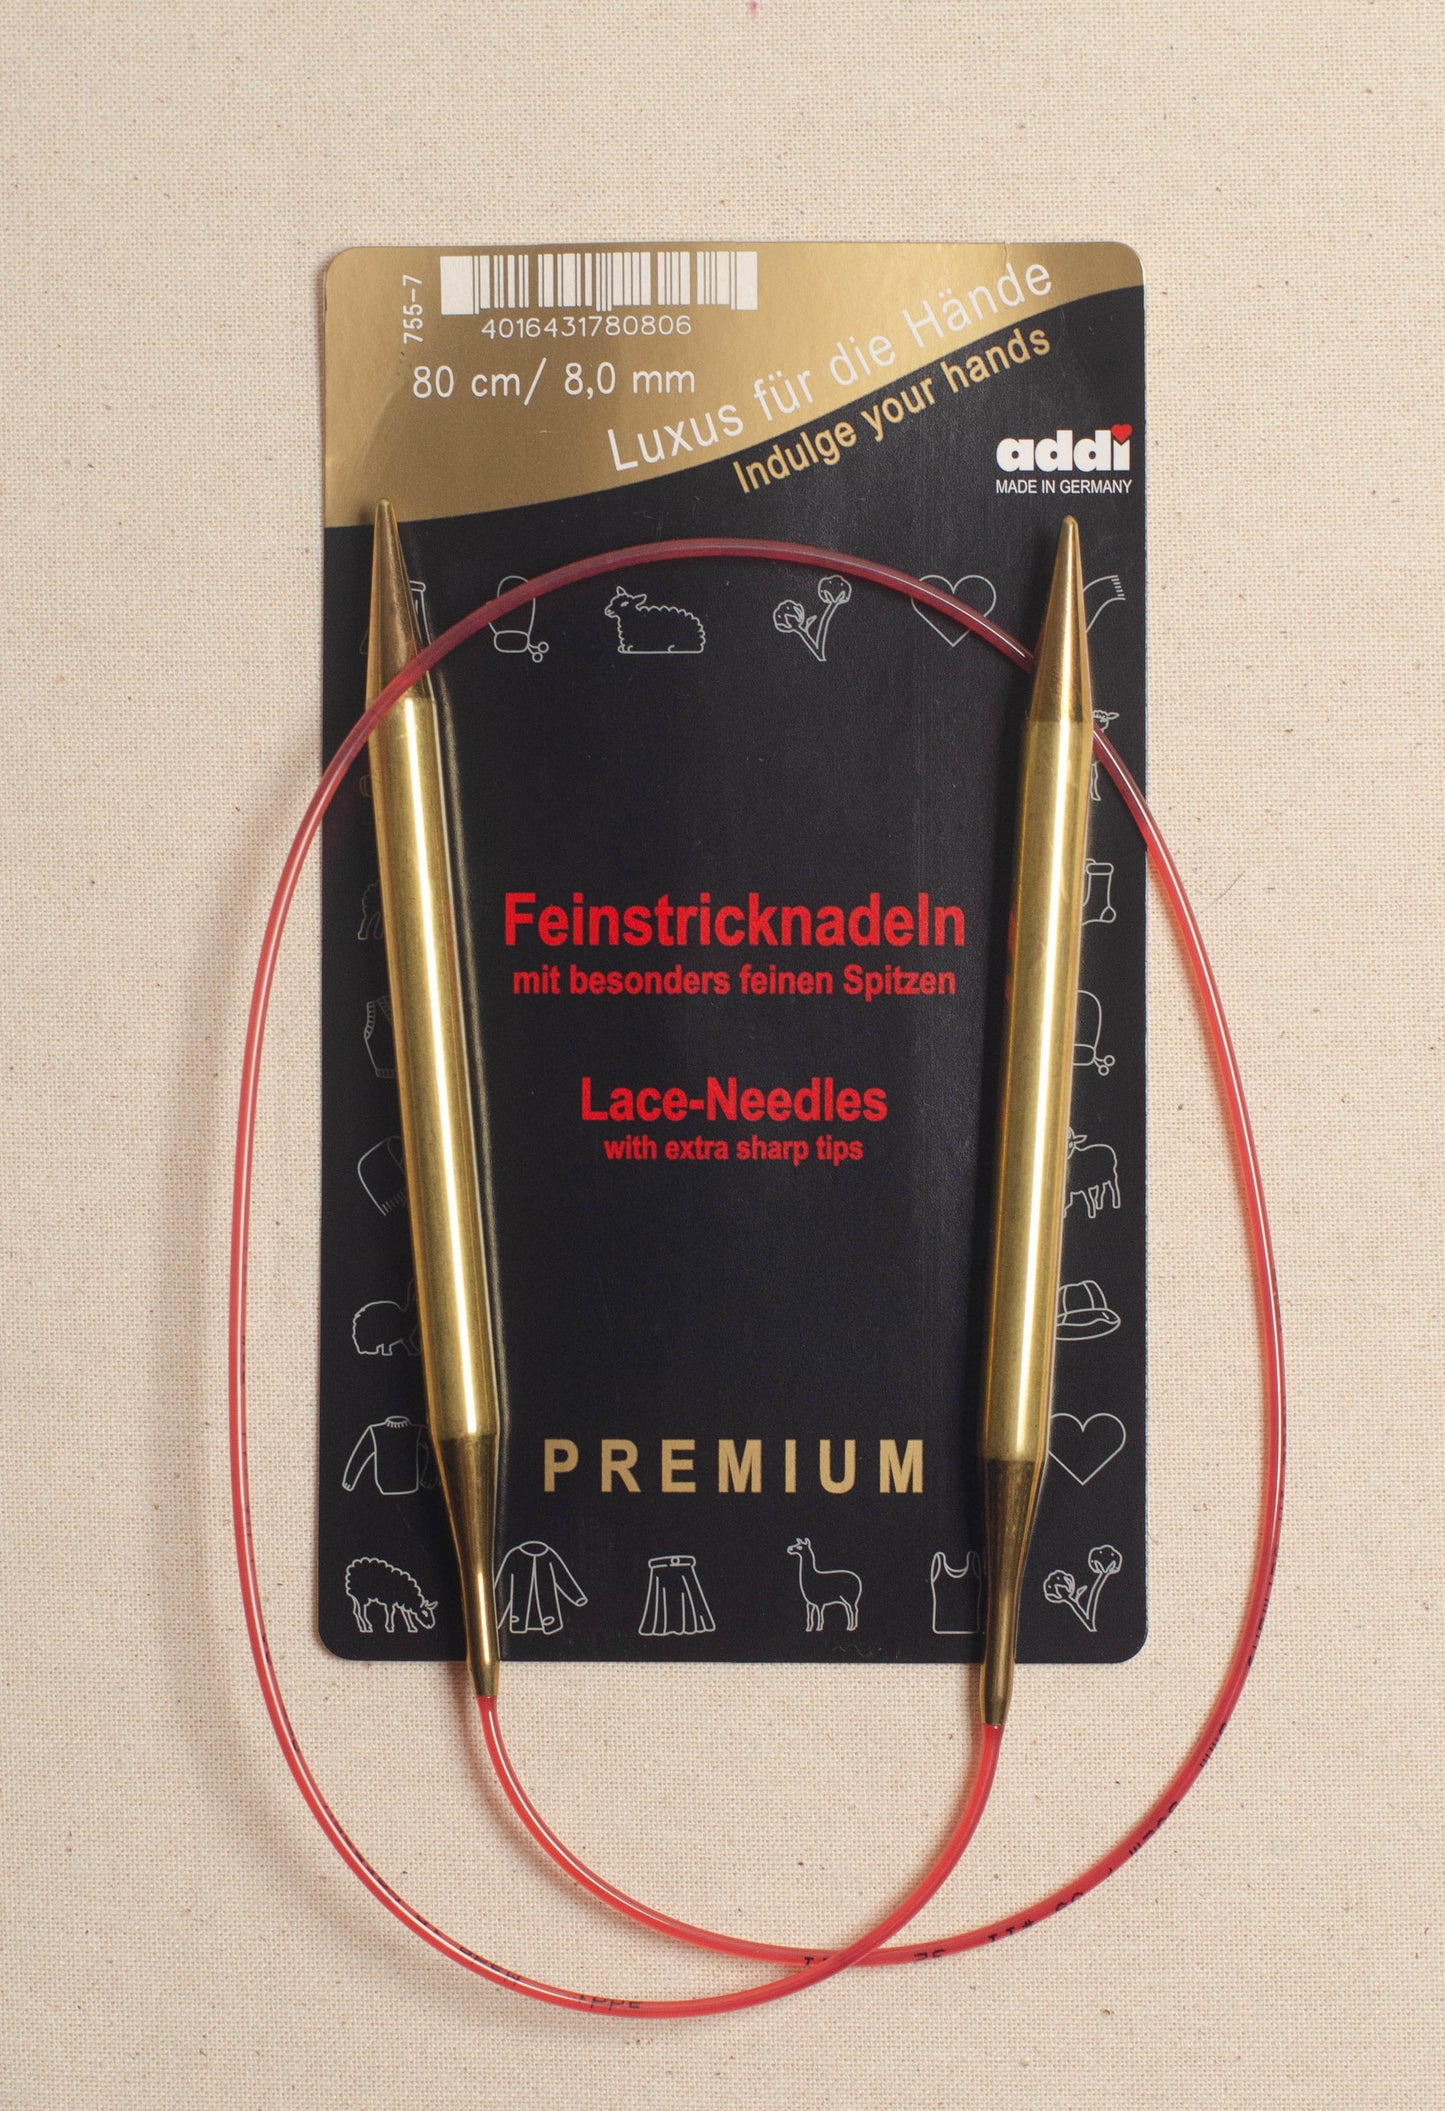 755-7
4016431780806
80 cm/ 8,0 mm
Luxus für die Hände
Indulge your hands
addi
MADE IN GERMANY
Feinstricknadeln
mit besonders feinen Spitzen
Lace-Needles
with extra sharp tips
PREMIUM